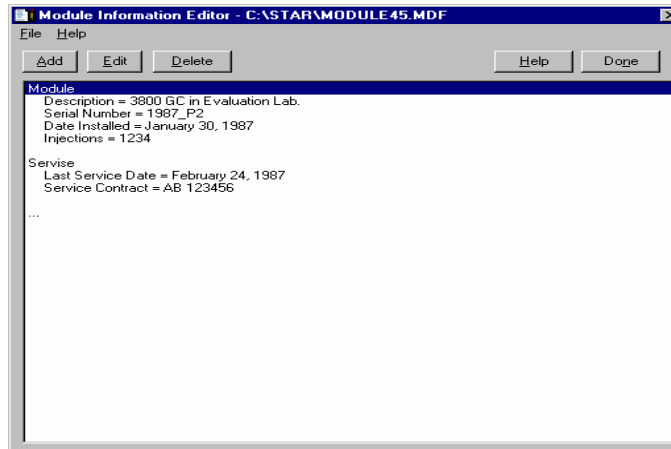 Module Information Editor - C:\STAR\MODULE45.MDF
File Help
Add Edit Delete Help Done
Module
Description = 3800 GC in Evaluation Lab.
Serial Number = 1987_P2
Date Installed = January 30, 1987
Injections = 1234
Servise
Last Service Date = February 24, 1987
Service Contract = AB 123456
...